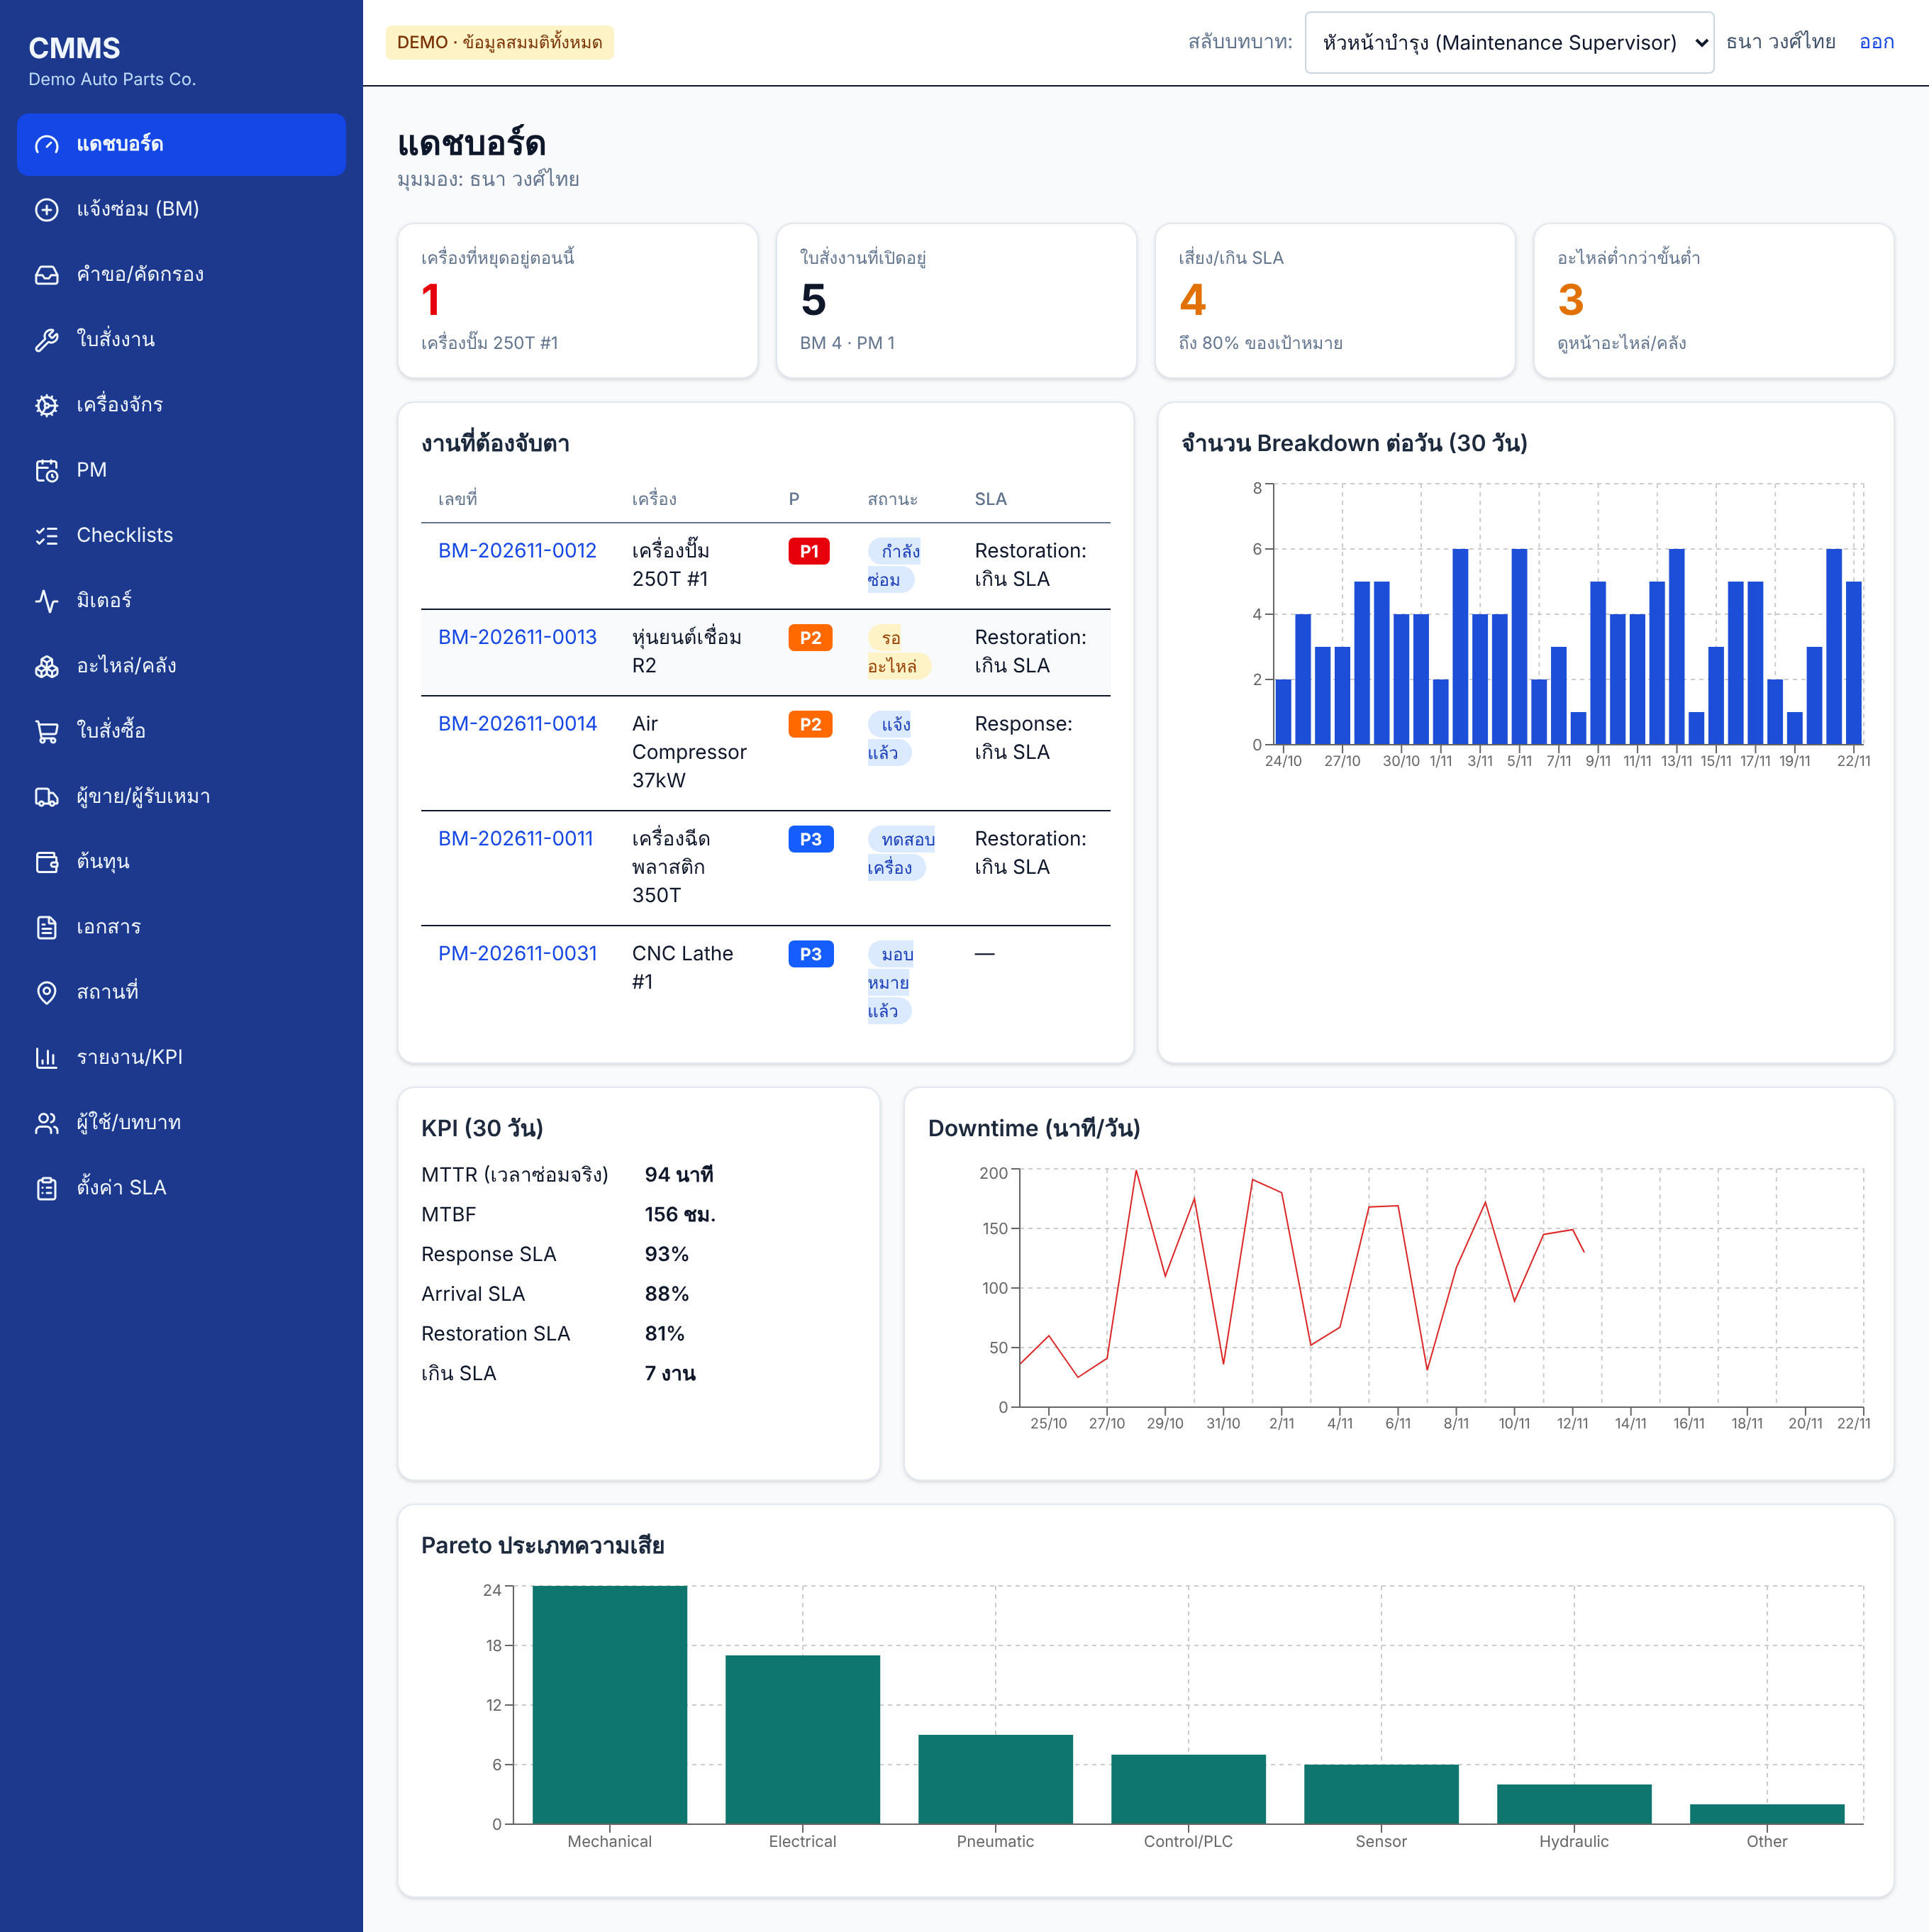 CMMS
Demo Auto Parts Co.
แดชบอร์ด
แจ้งซ่อม (BM)
คำขอ/คัดกรอง
ใบสั่งงาน
เครื่องจักร
PM
Checklists
มิเตอร์
อะไหล่/คลัง
ใบสั่งซื้อ
ผู้ขาย/ผู้รับเหมา
ต้นทุน
เอกสาร
สถานที่
รายงาน/KPI
ผู้ใช้/บทบาท
ตั้งค่า SLA
DEMO · ข้อมูลสมมติทั้งหมด
สลับบทบาท: หัวหน้าบำรุง (Maintenance Supervisor) ธนา วงศ์ไทย ออก
แดชบอร์ด
มุมมอง: ธนา วงศ์ไทย
เครื่องที่หยุดอยู่ตอนนี้
1
เครื่องปั๊ม 250T #1
ใบสั่งงานที่เปิดอยู่
5
BM 4 · PM 1
เสี่ยง/เกิน SLA
4
ถึง 80% ของเป้าหมาย
อะไหล่ต่ำกว่าขั้นต่ำ
3
ดูหน้าอะไหล่/คลัง
งานที่ต้องจับตา
เลขที่ เครื่อง P สถานะ SLA
BM-202611-0012 เครื่องปั๊ม P1 กำลัง Restoration:
250T #1 ซ่อม เกิน SLA
BM-202611-0013 หุ่นยนต์เชื่อม P2 รอ Restoration:
R2 อะไหล่ เกิน SLA
BM-202611-0014 Air P2 แจ้ง Response:
Compressor แล้ว เกิน SLA
37kW
BM-202611-0011 เครื่องฉีด P3 ทดสอบ Restoration:
พลาสติก เครื่อง เกิน SLA
350T
PM-202611-0031 CNC Lathe P3 มอบ —
#1 หมาย
แล้ว
จำนวน Breakdown ต่อวัน (30 วัน)
8
6
4
2
0
24/10 27/10 30/10 1/11 3/11 5/11 7/11 9/11 11/11 13/11 15/11 17/11 19/11 22/11
KPI (30 วัน)
MTTR (เวลาซ่อมจริง) 94 นาที
MTBF 156 ชม.
Response SLA 93%
Arrival SLA 88%
Restoration SLA 81%
เกิน SLA 7 งาน
Downtime (นาที/วัน)
200
150
100
50
0
25/10 27/10 29/10 31/10 2/11 4/11 6/11 8/11 10/11 12/11 14/11 16/11 18/11 20/11 22/11
Pareto ประเภทความเสีย
24
18
12
6
0
Mechanical Electrical Pneumatic Control/PLC Sensor Hydraulic Other